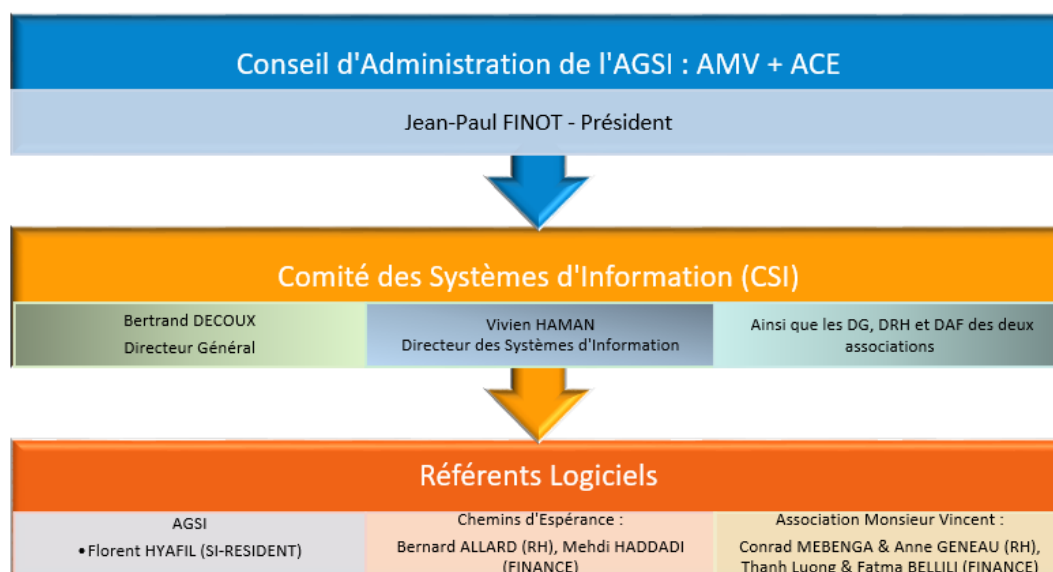 Conseil d'Administration de l'AGSI : AMV + ACE
Jean-Paul FINOT - Président
Comité des Systèmes d'Information (CSI)
Bertrand DECOUX
Directeur Général
Vivien HAMAN
Directeur des Systèmes d'Information
Ainsi que les DG, DRH et DAF des deux
associations
Référents Logiciels
AGSI
•Florent HYAFIL (SI-RESIDENT)
Chemins d'Espérance :
Bernard ALLARD (RH), Mehdi HADDADI
(FINANCE)
Association Monsieur Vincent :
Conrad MEBENGA & Anne GENEAU (RH),
Thanh Luong & Fatma BELLILI (FINANCE)